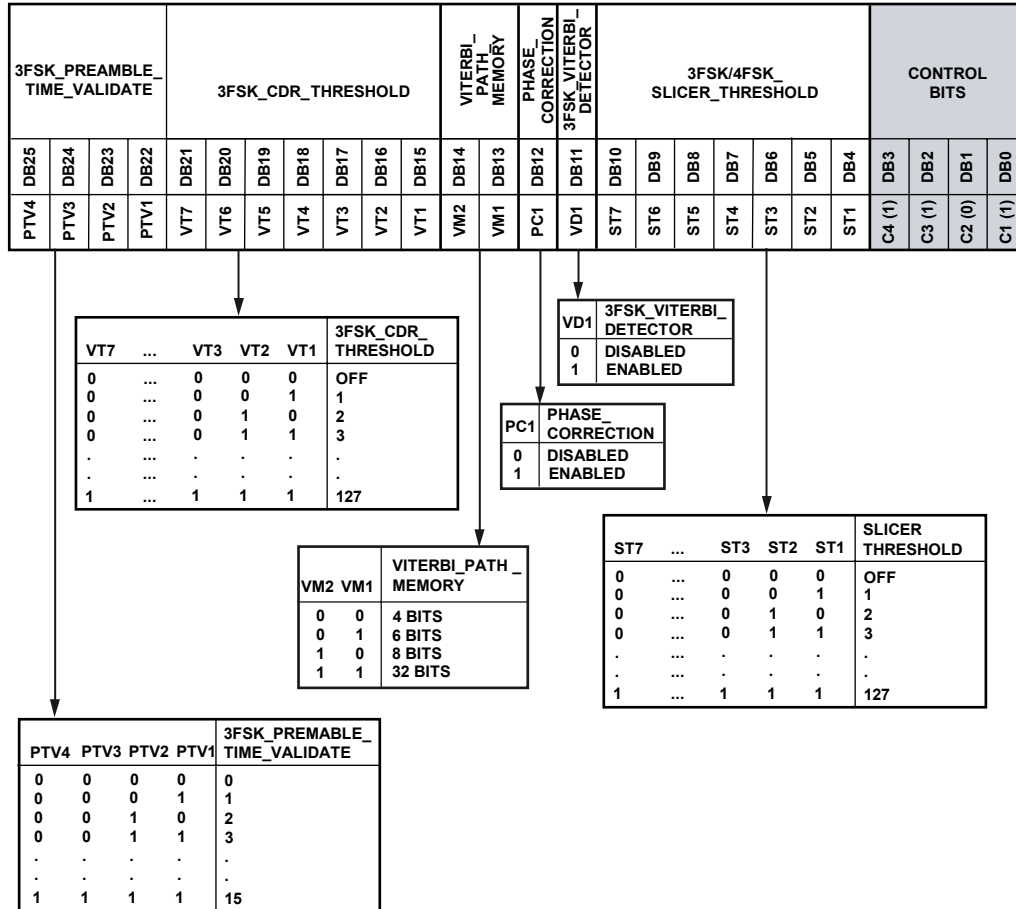 3FSK_PREAMBLE_
TIME_VALIDATE
3FSK_CDR_THRESHOLD
VITERBI_
PATH_
MEMORY
PHASE_
CORRECTION
3FSK_VITERBI_
DETECTOR
3FSK/4FSK_
SLICER_THRESHOLD
CONTROL
BITS
DB25 DB24 DB23 DB22 DB21 DB20 DB19 DB18 DB17 DB16 DB15 DB14 DB13 DB12 DB11 DB10 DB9 DB8 DB7 DB6 DB5 DB4 DB3 DB2 DB1 DB0
PTV4 PTV3 PTV2 PTV1 VT7 VT6 VT5 VT4 VT3 VT2 VT1 VM2 VM1 PC1 VD1 ST7 ST6 ST5 ST4 ST3 ST2 ST1 C4 (1) C3 (1) C2 (0) C1 (1)
VD1 3FSK_VITERBI_
DETECTOR
0 DISABLED
1 ENABLED
3FSK_CDR_
VT7 ... VT3 VT2 VT1 THRESHOLD
0 ... 0 0 0 OFF
0 ... 0 0 1 1
0 ... 0 1 0 2
0 ... 0 1 1 3
. ... . . . .
. ... . . . .
1 ... 1 1 1 127
PC1 PHASE_
CORRECTION
0 DISABLED
1 ENABLED
SLICER
ST7 ... ST3 ST2 ST1 THRESHOLD
0 ... 0 0 0 OFF
0 ... 0 0 1 1
0 ... 0 1 0 2
0 ... 0 1 1 3
. ... . . . .
. ... . . . .
1 ... 1 1 1 127
VITERBI_PATH _
VM2 VM1 MEMORY
0 0 4 BITS
0 1 6 BITS
1 0 8 BITS
1 1 32 BITS
3FSK_PREMABLE_
PTV4 PTV3 PTV2 PTV1 TIME_VALIDATE
0 0 0 0 0
0 0 0 1 1
0 0 1 0 2
0 0 1 1 3
. . . . .
. . . . .
1 1 1 1 15